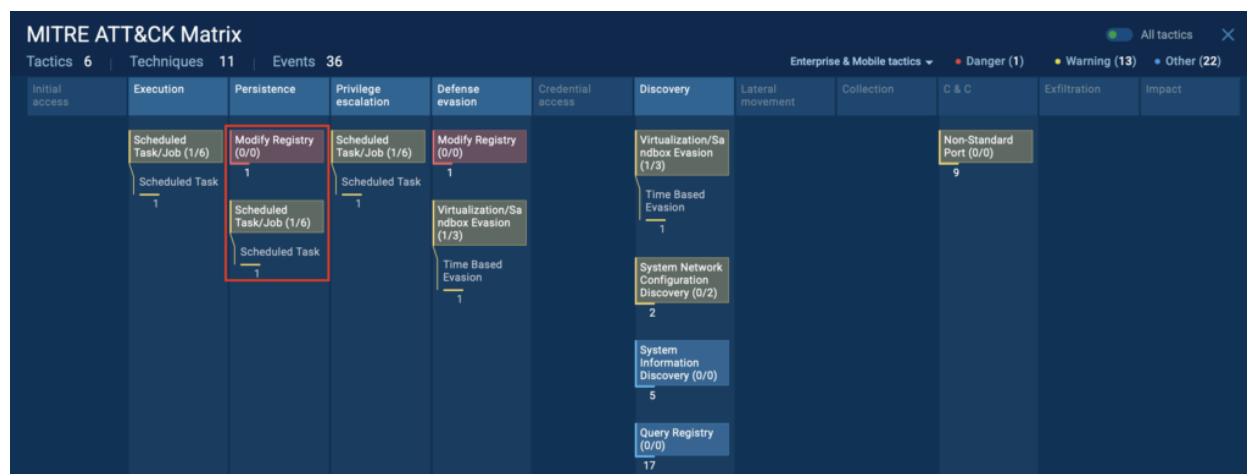 MITRE ATT&CK Matrix
All tactics
Tactics 6 | Techniques 11 | Events 36
Enterprise & Mobile tactics
Danger (1)
Warning (13)
Other (22)
Initial
access
Execution
Persistence
Privilege
escalation
Defense
evasion
Credential
access
Discovery
Lateral
movement
Collection
C & C
Exfiltration
Impact
Scheduled
Task/Job (1/6)
Scheduled Task
1
Modify Registry
(0/0)
1
Scheduled
Task/Job (1/6)
Scheduled Task
1
Scheduled
Task/Job (1/6)
Scheduled Task
1
Modify Registry
(0/0)
1
Virtualization/Sa
ndbox Evasion
(1/3)
Time Based
Evasion
1
Virtualization/Sa
ndbox Evasion
(1/3)
Time Based
Evasion
1
System Network
Configuration
Discovery (0/2)
2
System
Information
Discovery (0/0)
5
Query Registry
(0/0)
17
Non-Standard
Port (0/0)
9